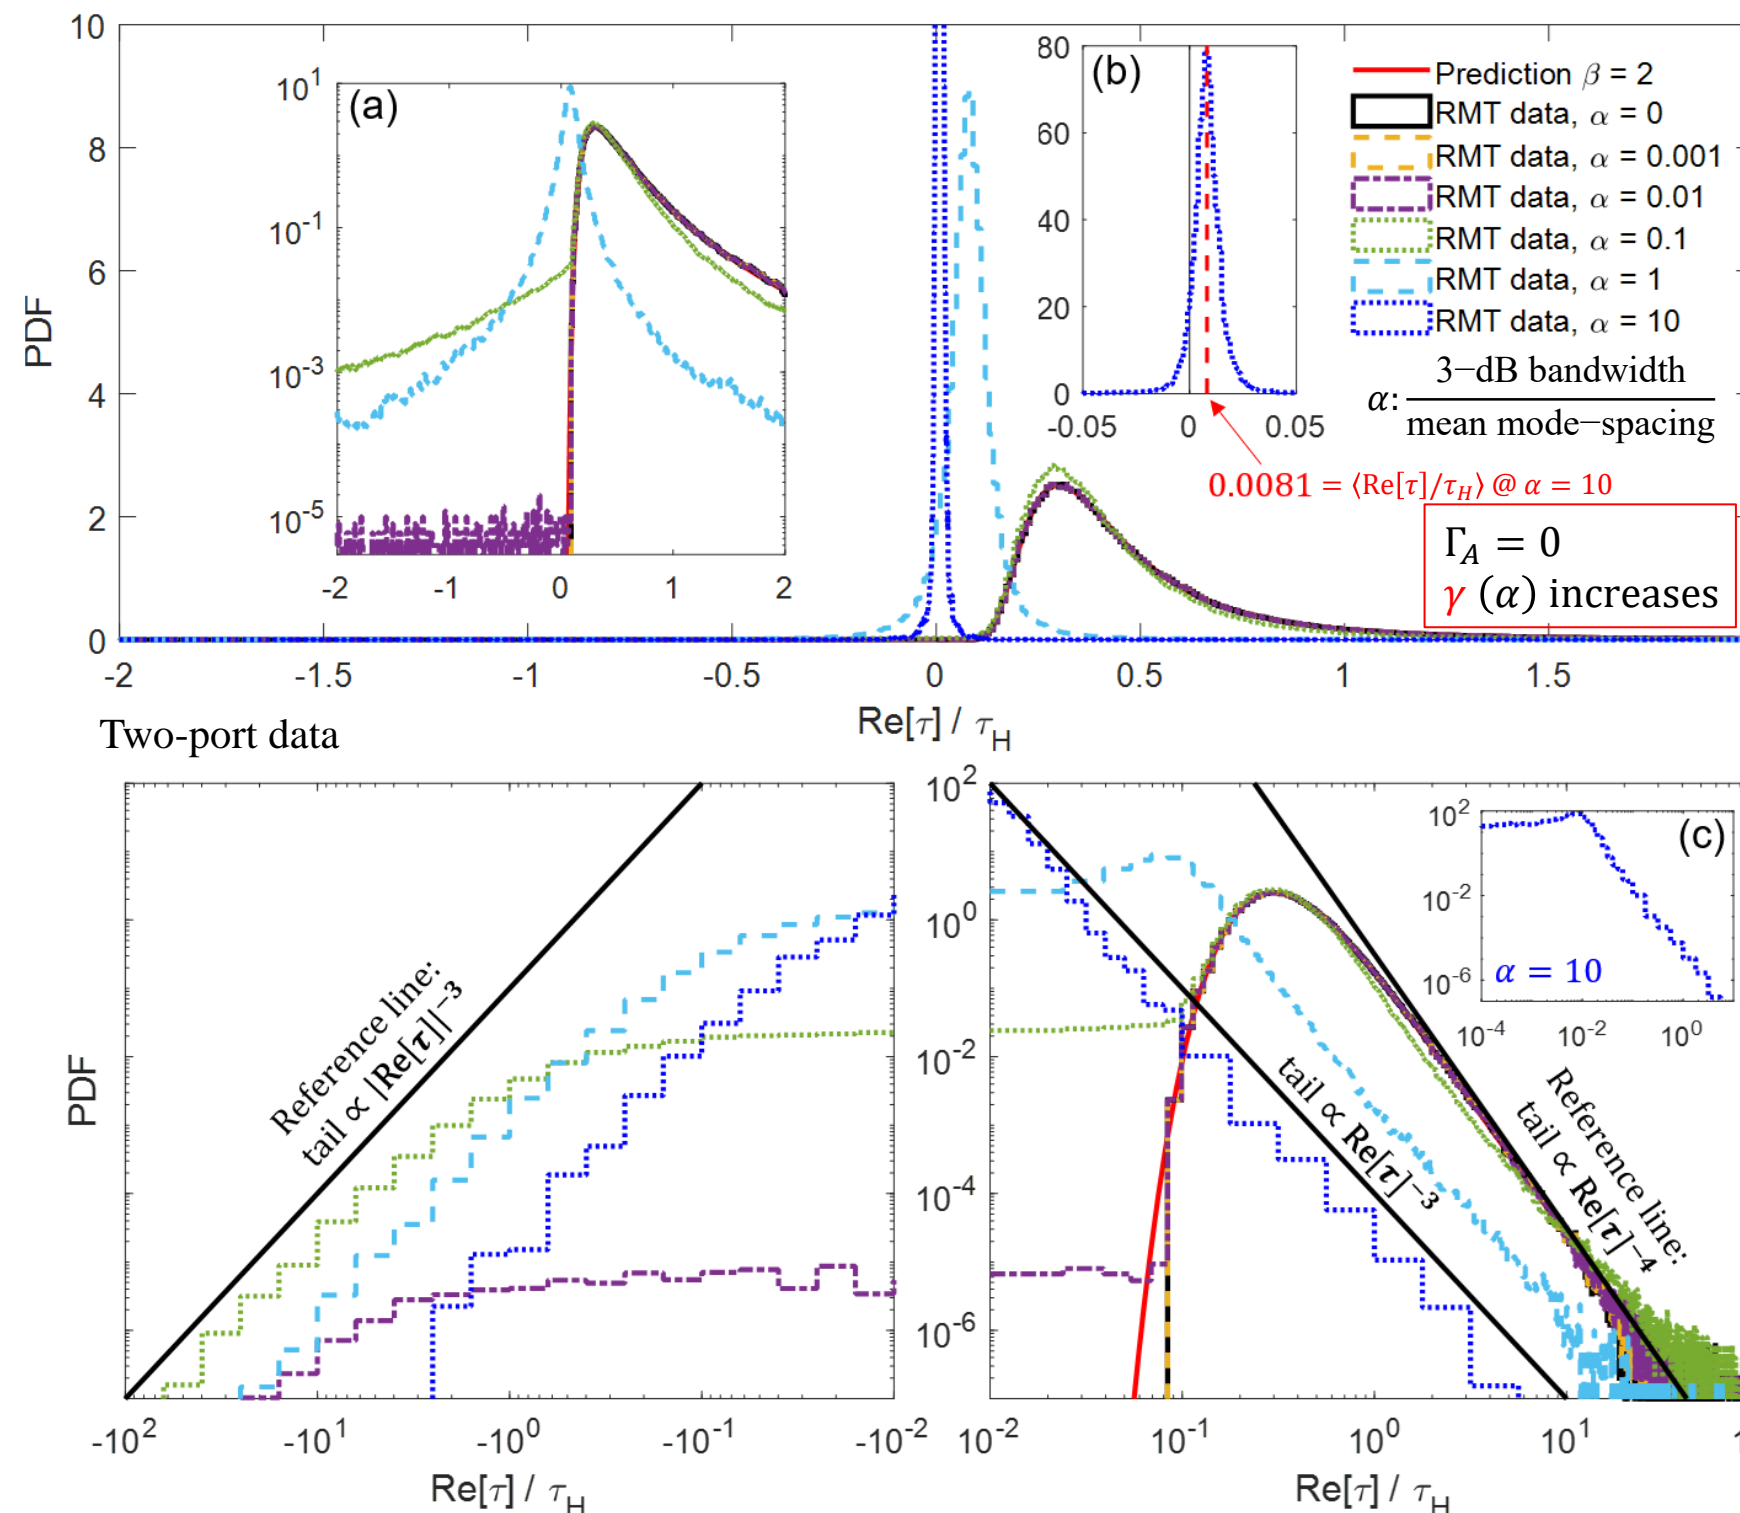 10
8
6
4
2
0
PDF
-2
-1.5
-1
-0.5
0
0.5
1
1.5
Re[τ] / τ_H
(a)
10^1
10^-1
10^-3
10^-5
-2
-1
0
1
2
(b)
80
60
40
20
0
-0.05
0
0.05
0.0081 = ⟨Re[τ]/τ_H⟩ @ α = 10
Prediction β = 2
RMT data, α = 0
RMT data, α = 0.001
RMT data, α = 0.01
RMT data, α = 0.1
RMT data, α = 1
RMT data, α = 10
α: 3−dB bandwidth
mean mode−spacing
Γ_A = 0
γ (α) increases
Two-port data
PDF
Reference line:
tail ∝ |Re[τ]|^-3
-10^2
-10^1
-10^0
-10^-1
-10^-2
Re[τ] / τ_H
10^2
10^0
10^-2
10^-4
10^-6
tail ∝ Re[τ]^-3
Reference line:
tail ∝ Re[τ]^-4
(c)
10^2
10^-2
10^-6
α = 10
10^-4
10^-2
10^0
10^-2
10^-1
10^0
10^1
Re[τ] / τ_H